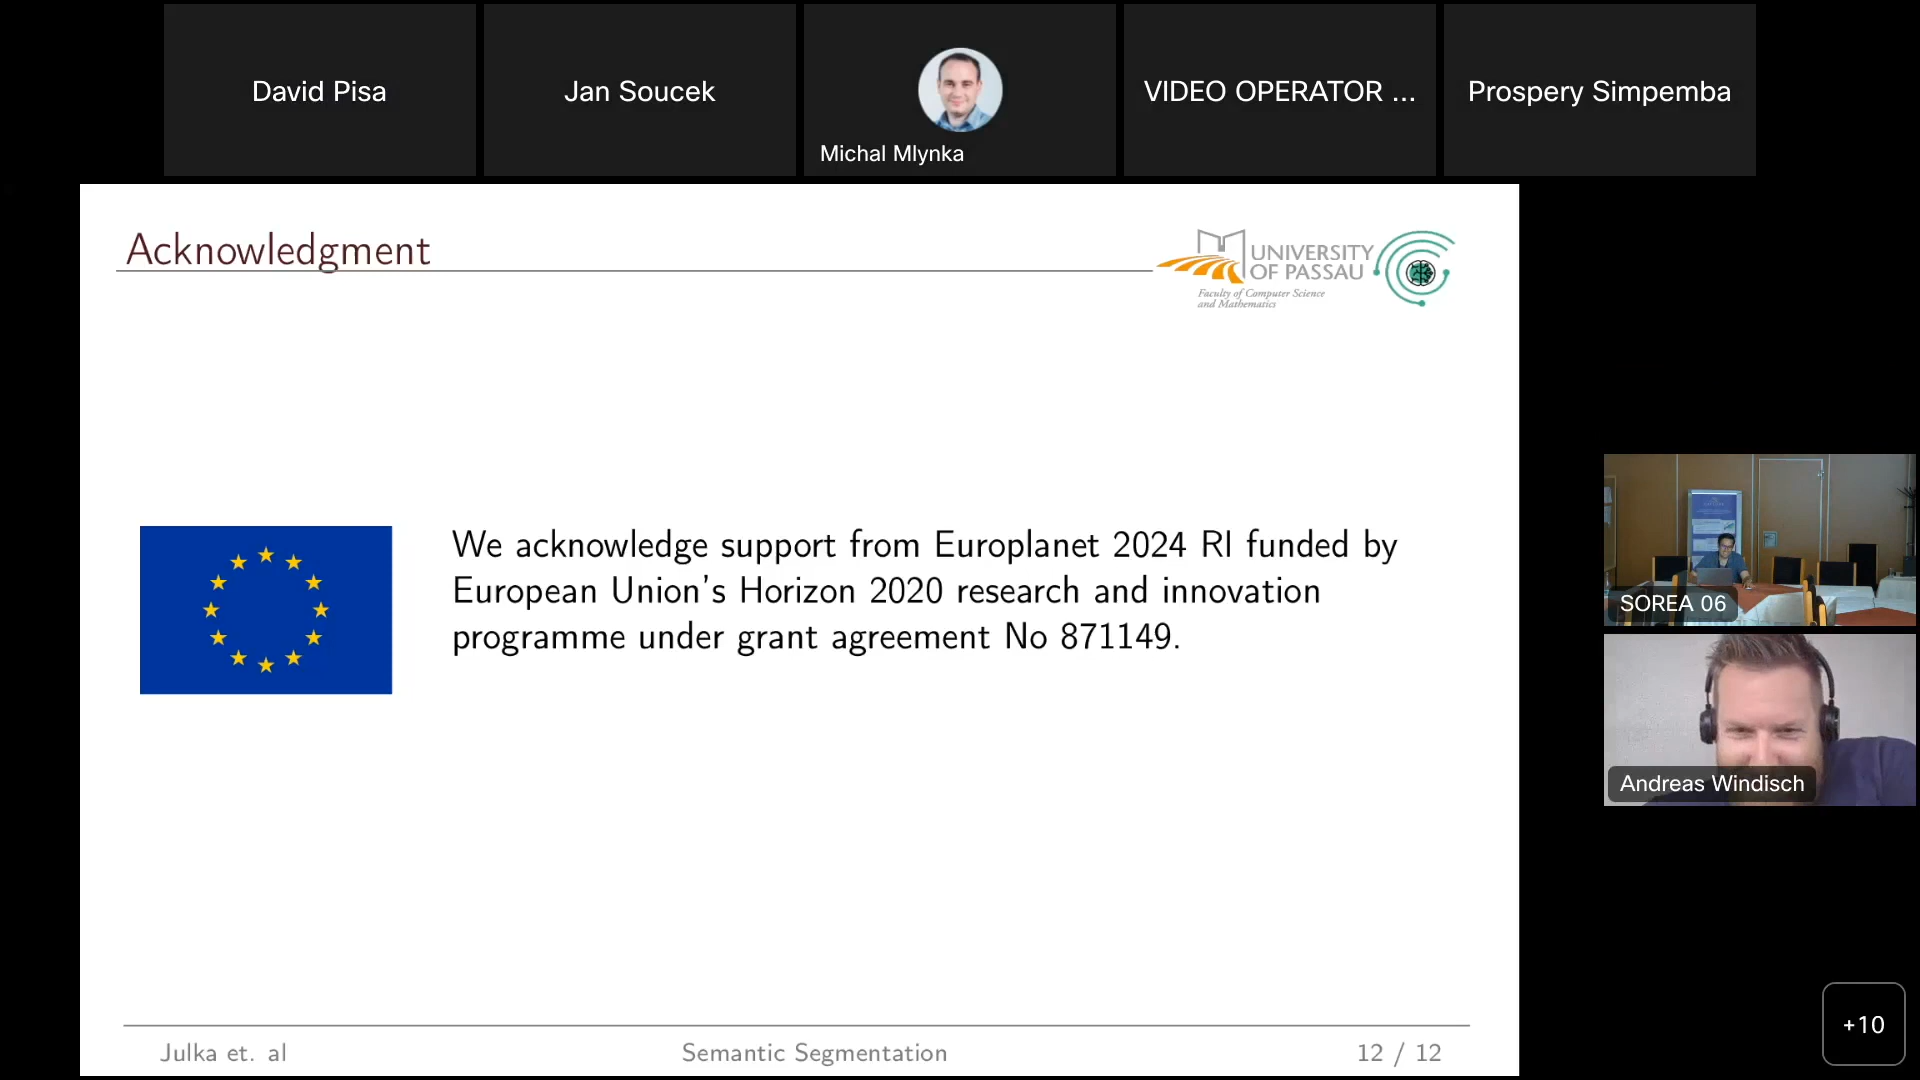 David Pisa
Jan Soucek
Michal Mlynka
VIDEO OPERATOR ...
Prospery Simpemba
Acknowledgment
UNIVERSITY
OF PASSAU
Faculty of Computer Science
and Mathematics
We acknowledge support from Europlanet 2024 RI funded by
European Union's Horizon 2020 research and innovation
programme under grant agreement No 871149.
SOREA 06
Andreas Windisch
Julka et. al
Semantic Segmentation
12 / 12
+10